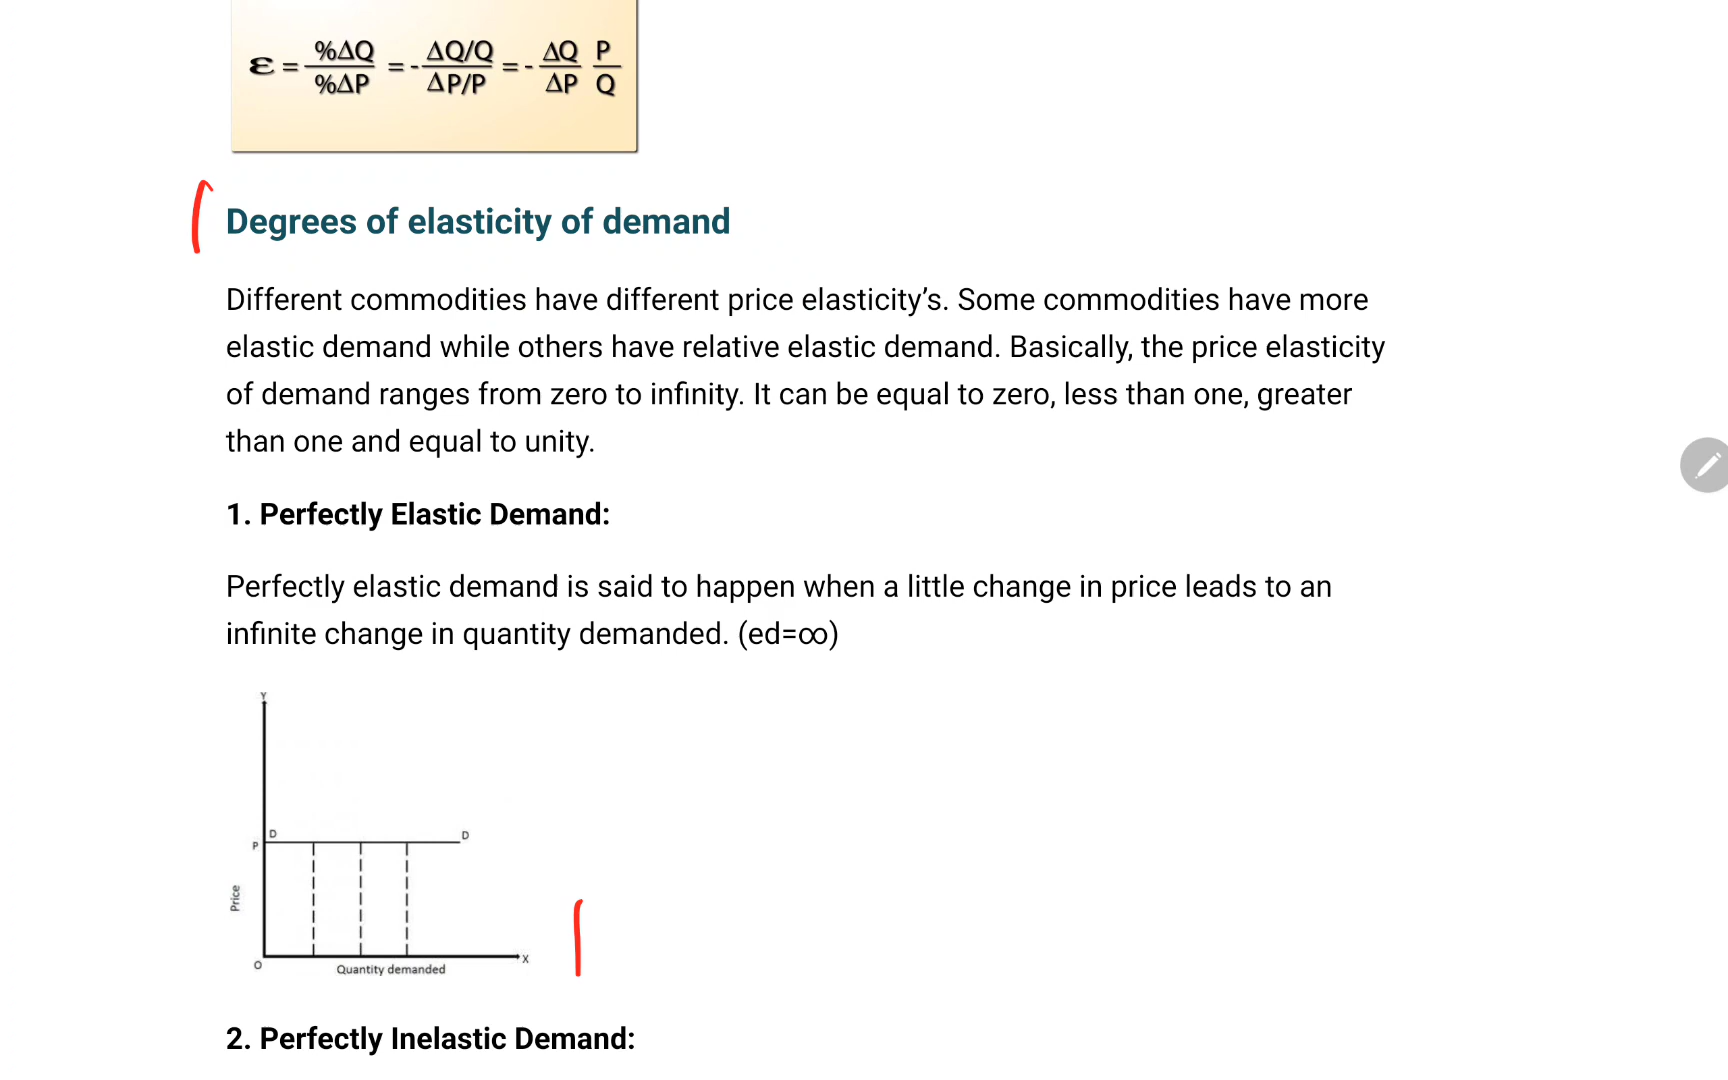 ε = %ΔQ / %ΔP = - ΔQ/Q / ΔP/P = - ΔQ / ΔP P / Q
Degrees of elasticity of demand
Different commodities have different price elasticity’s. Some commodities have more
elastic demand while others have relative elastic demand. Basically, the price elasticity
of demand ranges from zero to infinity. It can be equal to zero, less than one, greater
than one and equal to unity.
1. Perfectly Elastic Demand:
Perfectly elastic demand is said to happen when a little change in price leads to an
infinite change in quantity demanded. (ed=∞)
Y
D D
P
Price
O X
Quantity demanded
2. Perfectly Inelastic Demand: